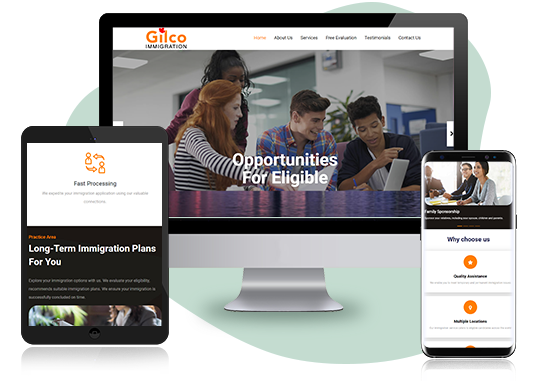 Gilco
IMMIGRATION
Home About Us Services Free Evaluation Testimonials Contact Us
Opportunities
For Eligible
Fast Processing
We expedite your immigration application using our valuable
connections.
Practice Area
Long-Term Immigration Plans
For You
Explore your immigration options with us. We evaluate your eligibility,
recommends suitable immigration plans. We ensure your immigration is
successfully concluded on time.
Family Sponsorship
Why choose us
Quality Assistance
Multiple Locations